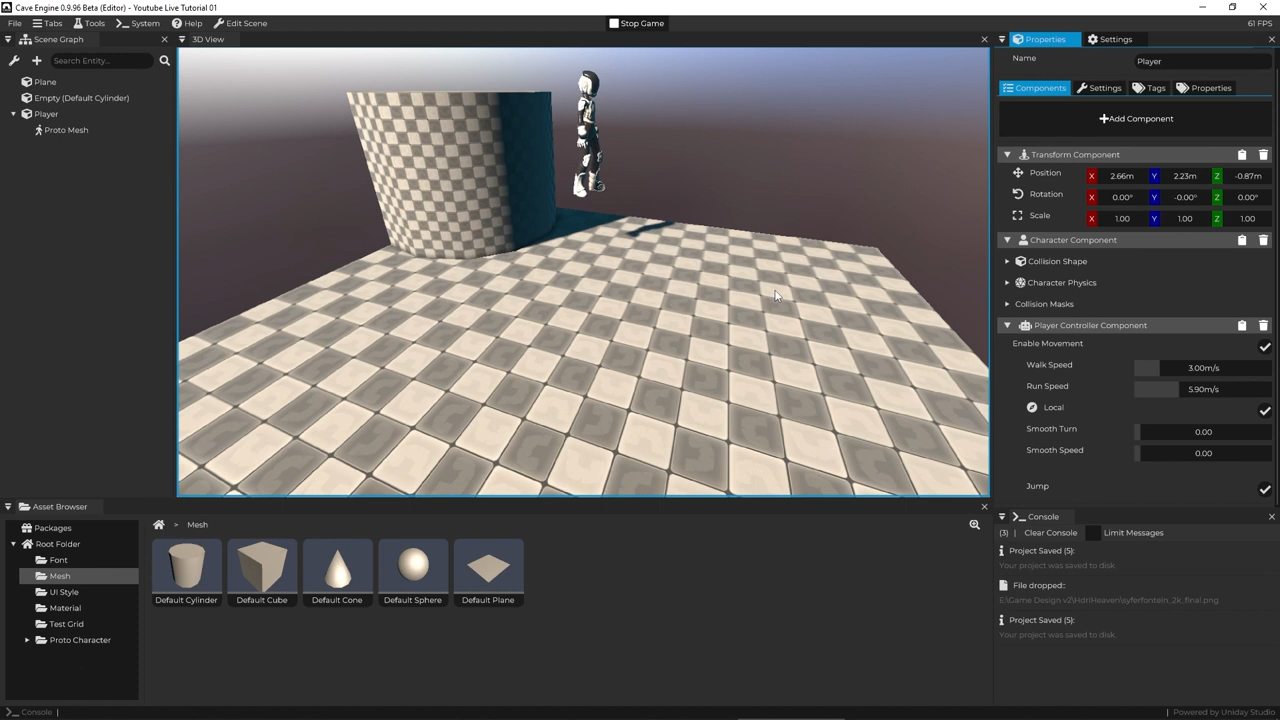 Cave Engine 0.9.96 Beta (Editor) - Youtube Live Tutorial 01
File Tabs Tools System Help Edit Scene Stop Game 61 FPS
Scene Graph
Search Entity...
Plane
Empty (Default Cylinder)
Player
Proto Mesh
3D View
Properties Settings
Name Player
Components Settings Tags Properties
Add Component
Transform Component
Position X 2.66m Y 2.23m Z -0.87m
Rotation X 0.00° Y -0.00° Z 0.00°
Scale X 1.00 Y 1.00 Z 1.00
Character Component
Collision Shape
Character Physics
Collision Masks
Player Controller Component
Enable Movement
Walk Speed 3.00m/s
Run Speed 5.90m/s
Local
Smooth Turn 0.00
Smooth Speed 0.00
Jump
Asset Browser
Packages
Root Folder
Font
Mesh
UI Style
Material
Test Grid
Proto Character
> Mesh
Default Cylinder Default Cube Default Cone Default Sphere Default Plane
Console
(3) Clear Console Limit Messages
Project Saved (5):
Your project was saved to disk.
File dropped::
E:\Game Design v2\HdriHeaven\syferfontein_2k_final.png
Project Saved (5):
Your project was saved to disk.
Console
Powered by Uniday Studio